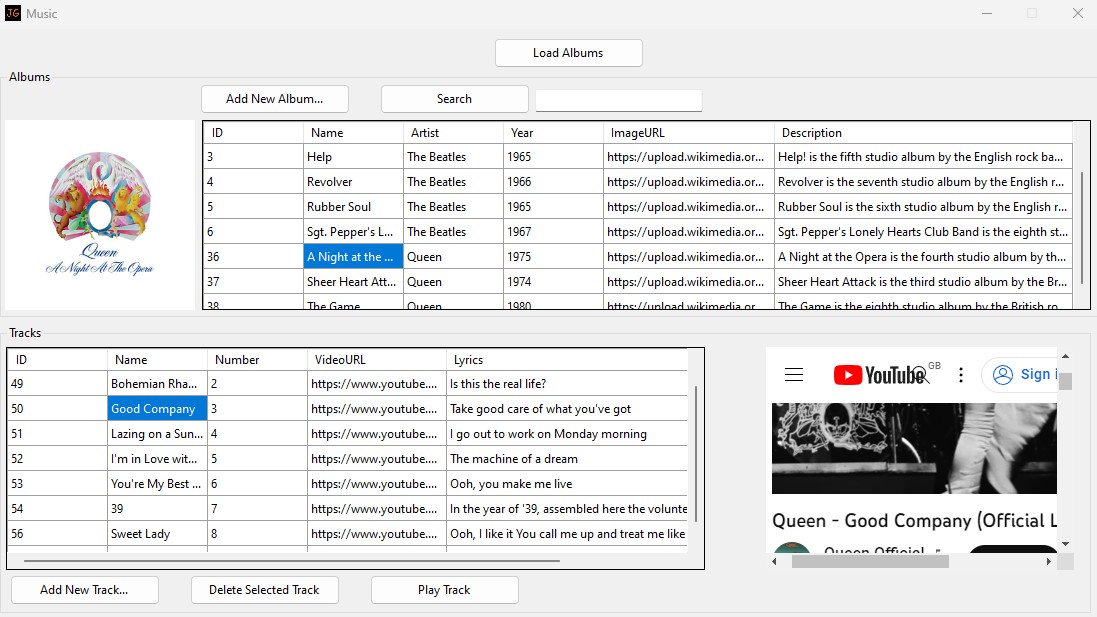 JG Music
Load Albums
Albums
Add New Album... Search
Queen
A Night At The Opera
ID Name Artist Year ImageURL Description
3 Help The Beatles 1965 https://upload.wikimedia.or... Help! is the fifth studio album by the English rock ba...
4 Revolver The Beatles 1966 https://upload.wikimedia.or... Revolver is the seventh studio album by the English r...
5 Rubber Soul The Beatles 1965 https://upload.wikimedia.or... Rubber Soul is the sixth studio album by the English r...
6 Sgt. Pepper's L... The Beatles 1967 https://upload.wikimedia.or... Sgt. Pepper's Lonely Hearts Club Band is the eighth st...
36 A Night at the ... Queen 1975 https://upload.wikimedia.or... A Night at the Opera is the fourth studio album by th...
37 Sheer Heart Att... Queen 1974 https://upload.wikimedia.or... Sheer Heart Attack is the third studio album by the Br...
38 The Game Queen 1980 https://upload.wikimedia.or... The Game is the eighth studio album by the British ro...
Tracks
ID Name Number VideoURL Lyrics
49 Bohemian Rha... 2 https://www.youtube.... Is this the real life?
50 Good Company 3 https://www.youtube.... Take good care of what you've got
51 Lazing on a Sun... 4 https://www.youtube.... I go out to work on Monday morning
52 I'm in Love wit... 5 https://www.youtube.... The machine of a dream
53 You're My Best ... 6 https://www.youtube.... Ooh, you make me live
54 39 7 https://www.youtube.... In the year of '39, assembled here the volunte
56 Sweet Lady 8 https://www.youtube.... Ooh, I like it You call me up and treat me like
YouTube GB Sign i
Queen - Good Company (Official L
Queen Official
Add New Track... Delete Selected Track Play Track